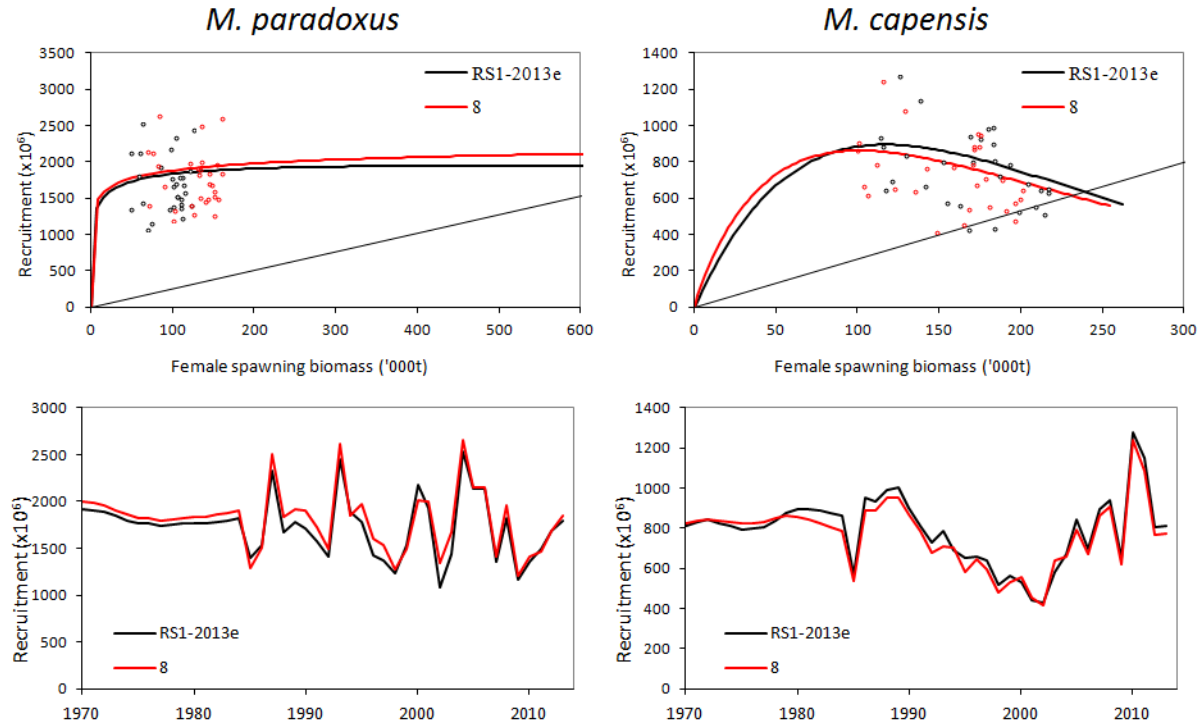 M. paradoxus
M. capensis
3500
3000
2500
2000
1500
1000
500
0
Recruitment (x10⁶)
RS1-2013e
8
0 100 200 300 400 500 600
Female spawning biomass ('000t)
1400
1200
1000
800
600
400
200
0
Recruitment (x10⁶)
RS1-2013e
8
0 50 100 150 200 250 300
Female spawning biomass ('000t)
3000
2500
2000
1500
1000
500
0
Recruitment (x10⁶)
RS1-2013e
8
1970 1980 1990 2000 2010
1400
1200
1000
800
600
400
200
0
Recruitment (x10⁶)
RS1-2013e
8
1970 1980 1990 2000 2010